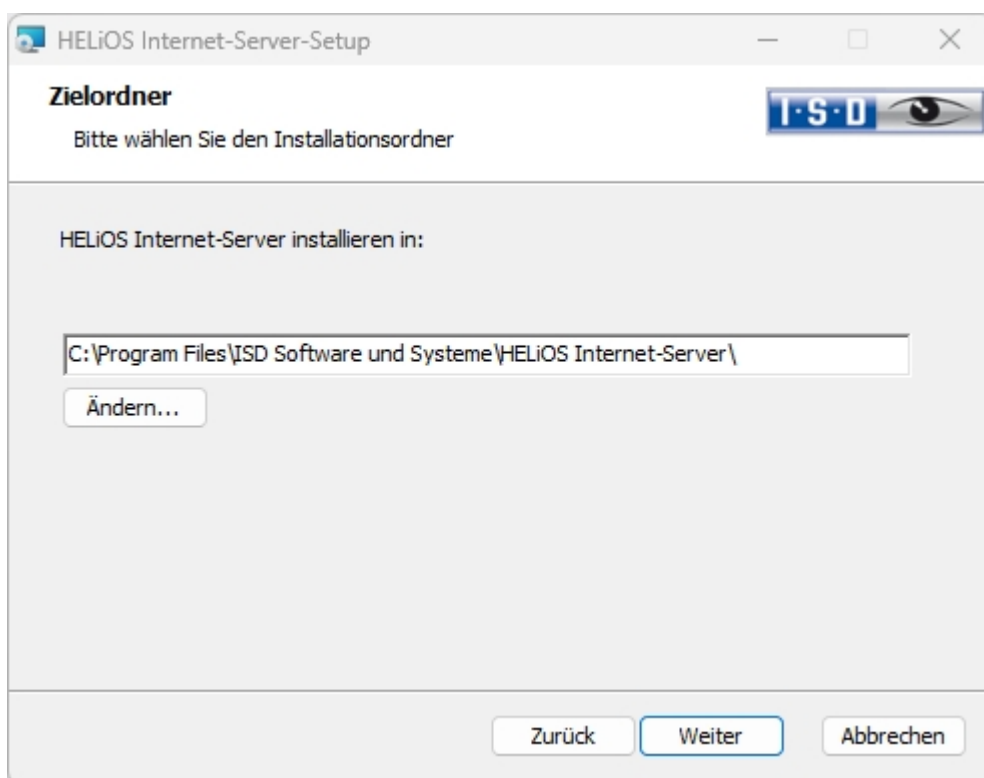 HELiOS Internet-Server-Setup
Zielordner
Bitte wählen Sie den Installationsordner
I·S·D
HELiOS Internet-Server installieren in:
C:\Program Files\ISD Software und Systeme\HELiOS Internet-Server\
Ändern...
Zurück
Weiter
Abbrechen